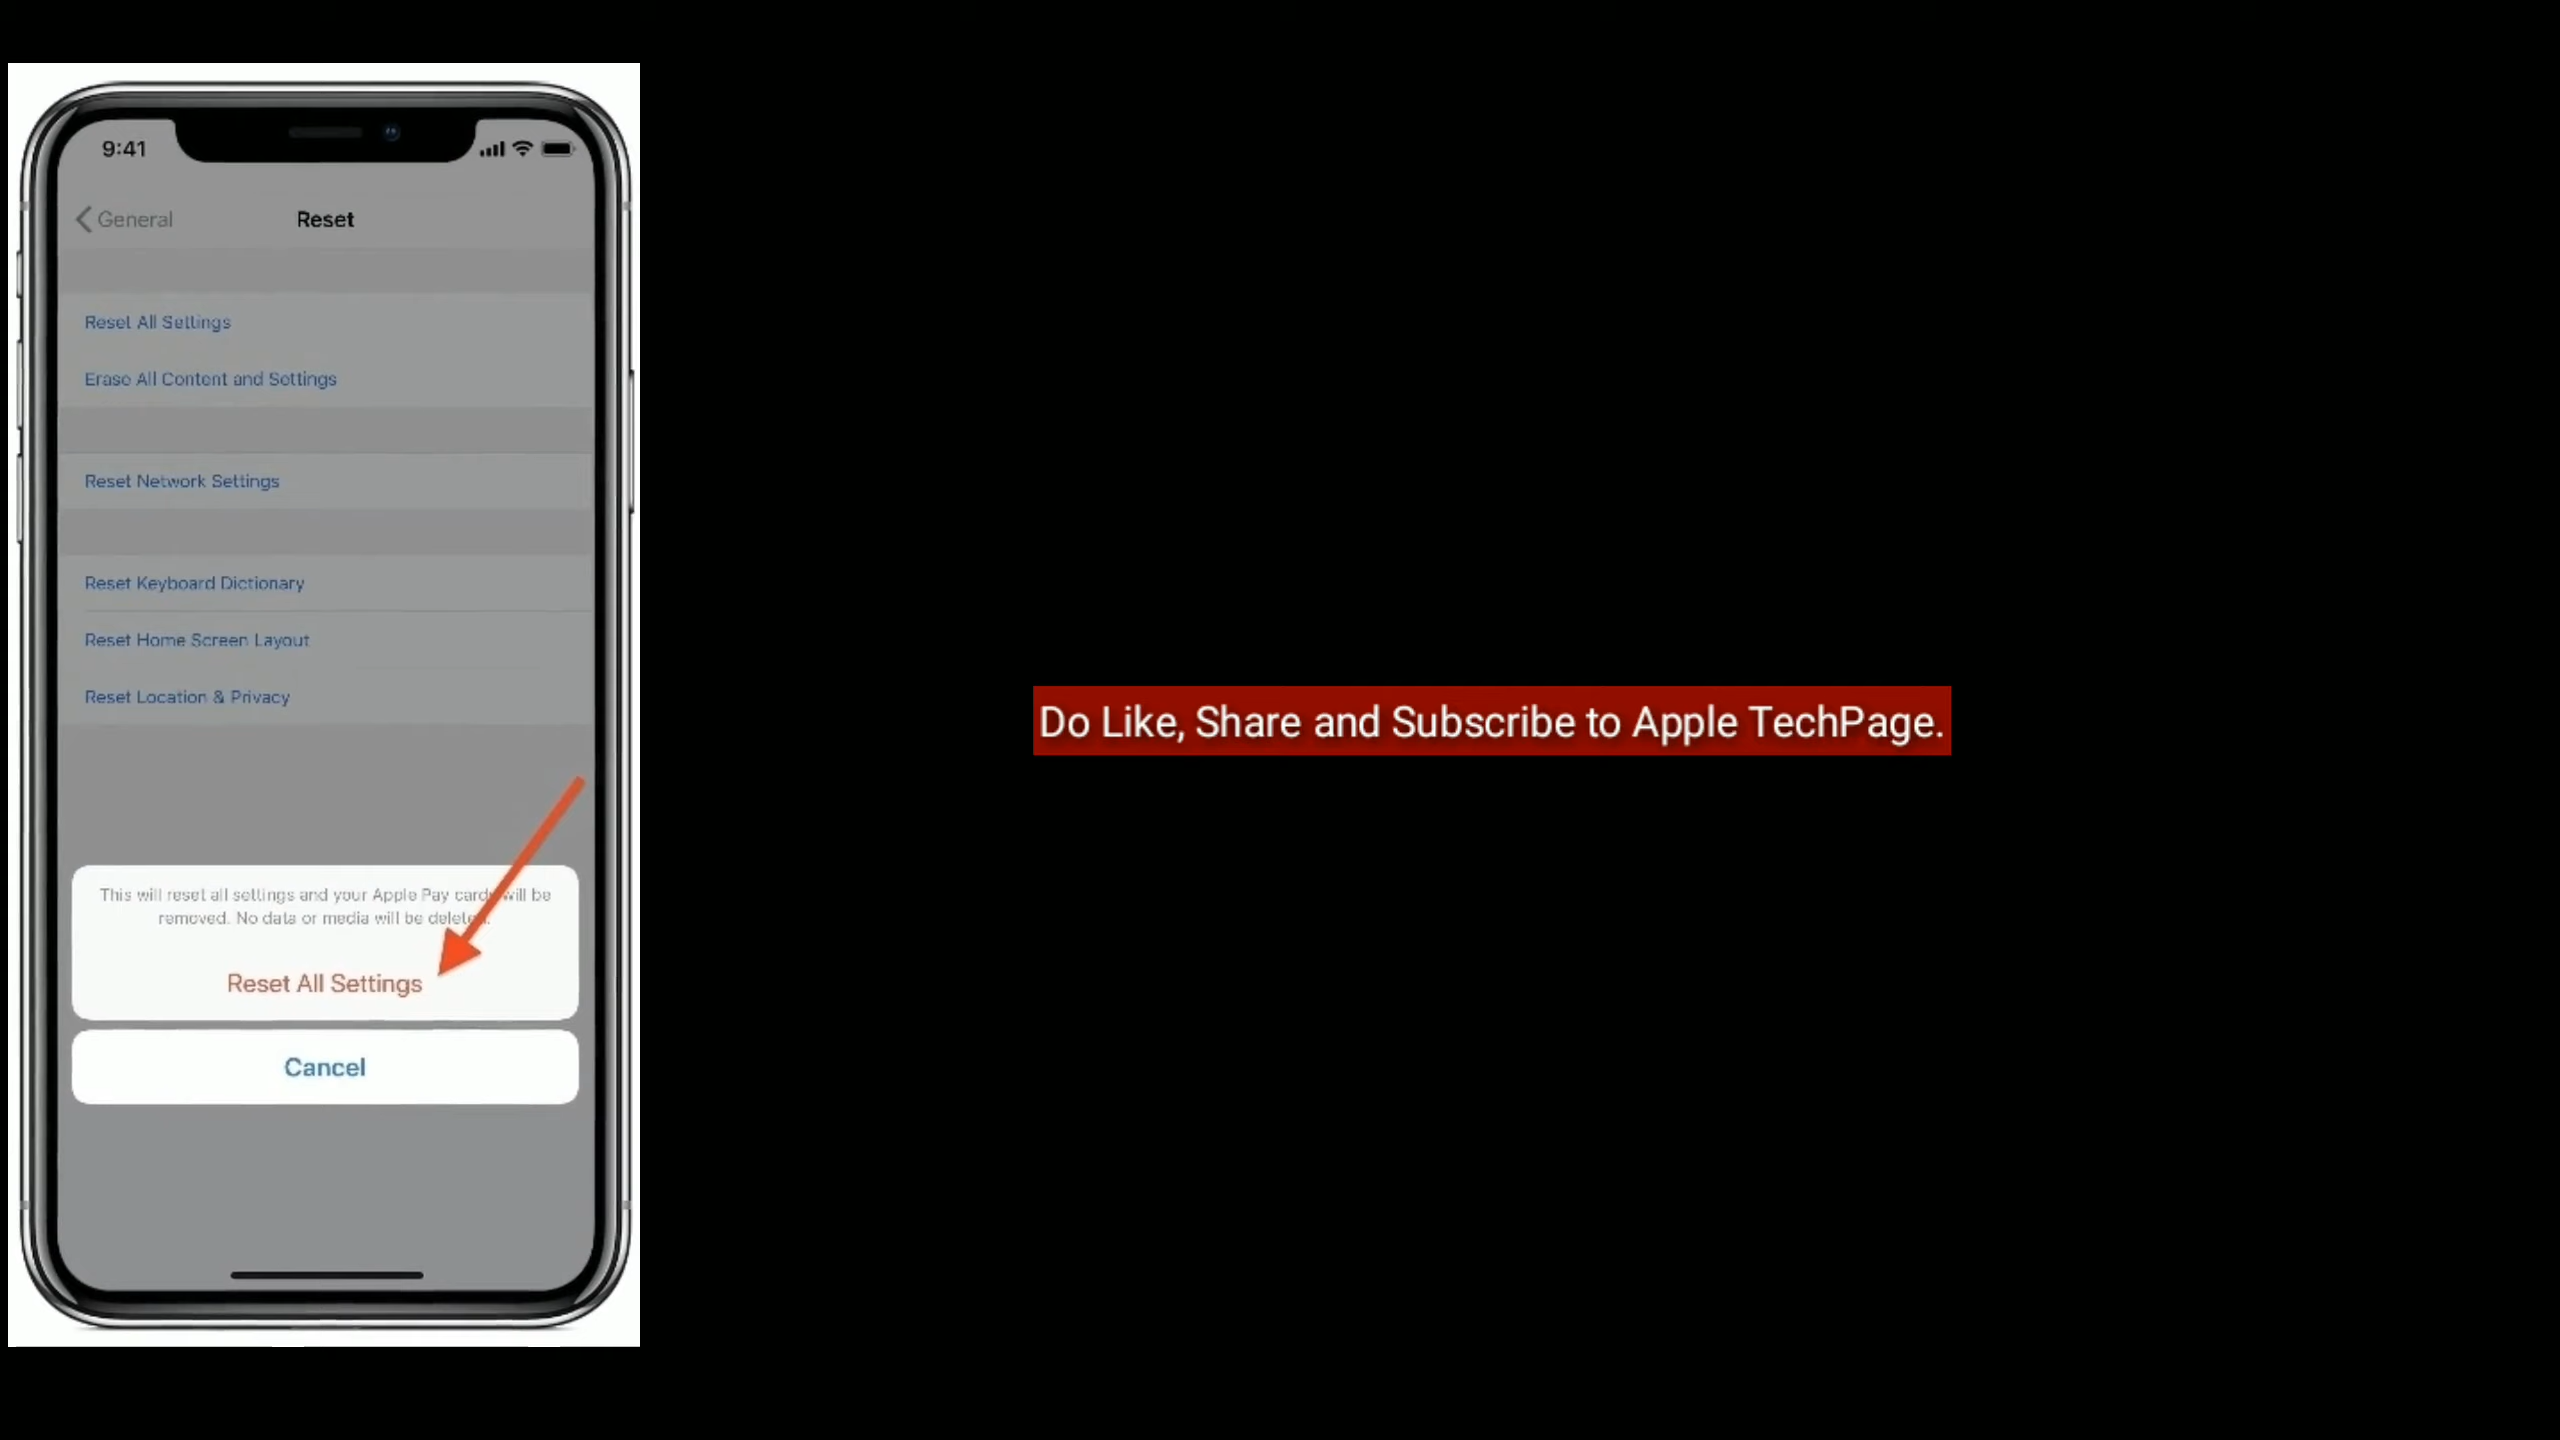 9:41
General
Reset
Reset All Settings
Erase All Content and Settings
Reset Network Settings
Reset Keyboard Dictionary
Reset Home Screen Layout
Reset Location & Privacy
This will reset all settings and your Apple Pay cards will be
removed. No data or media will be deleted.
Reset All Settings
Cancel
Do Like, Share and Subscribe to Apple TechPage.